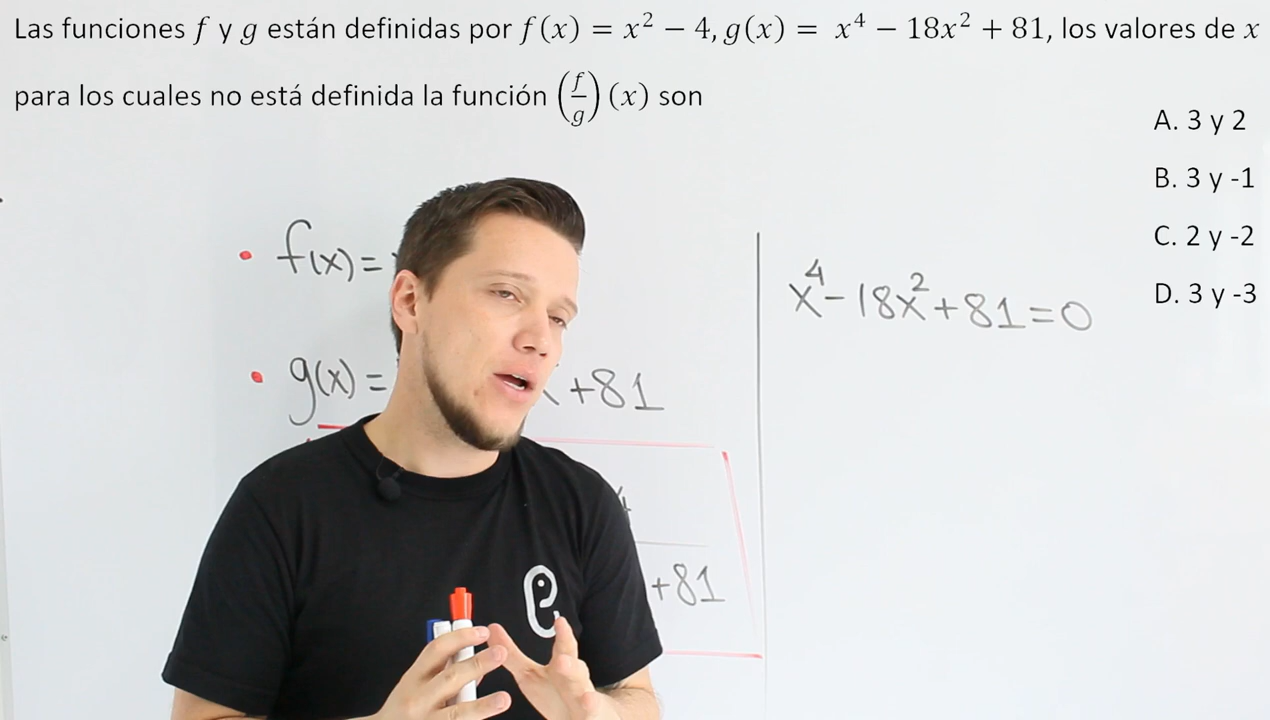 Las funciones f y g están definidas por f(x) = x² − 4, g(x) = x⁴ − 18x² + 81, los valores de x
para los cuales no está definida la función (f/g)(x) son
A. 3 y 2
B. 3 y -1
C. 2 y -2
D. 3 y -3
f(x)=
x⁴-18x²+81=0
g(x)= +81
+81